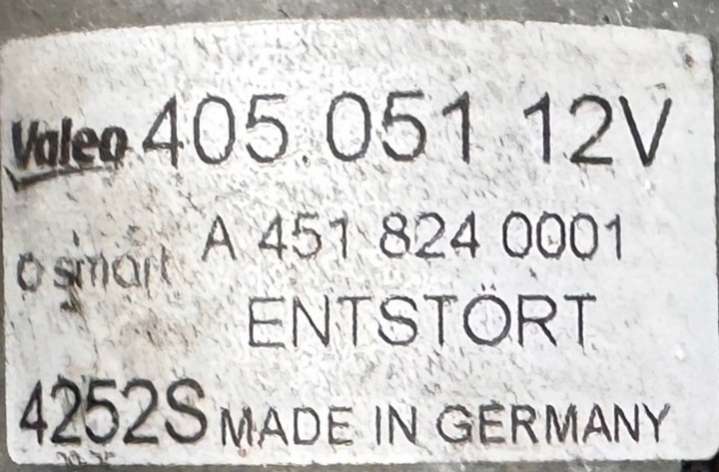 Valeo 405.051 12V
smart A 451 824 0001
ENTSTÖRT
4252S MADE IN GERMANY